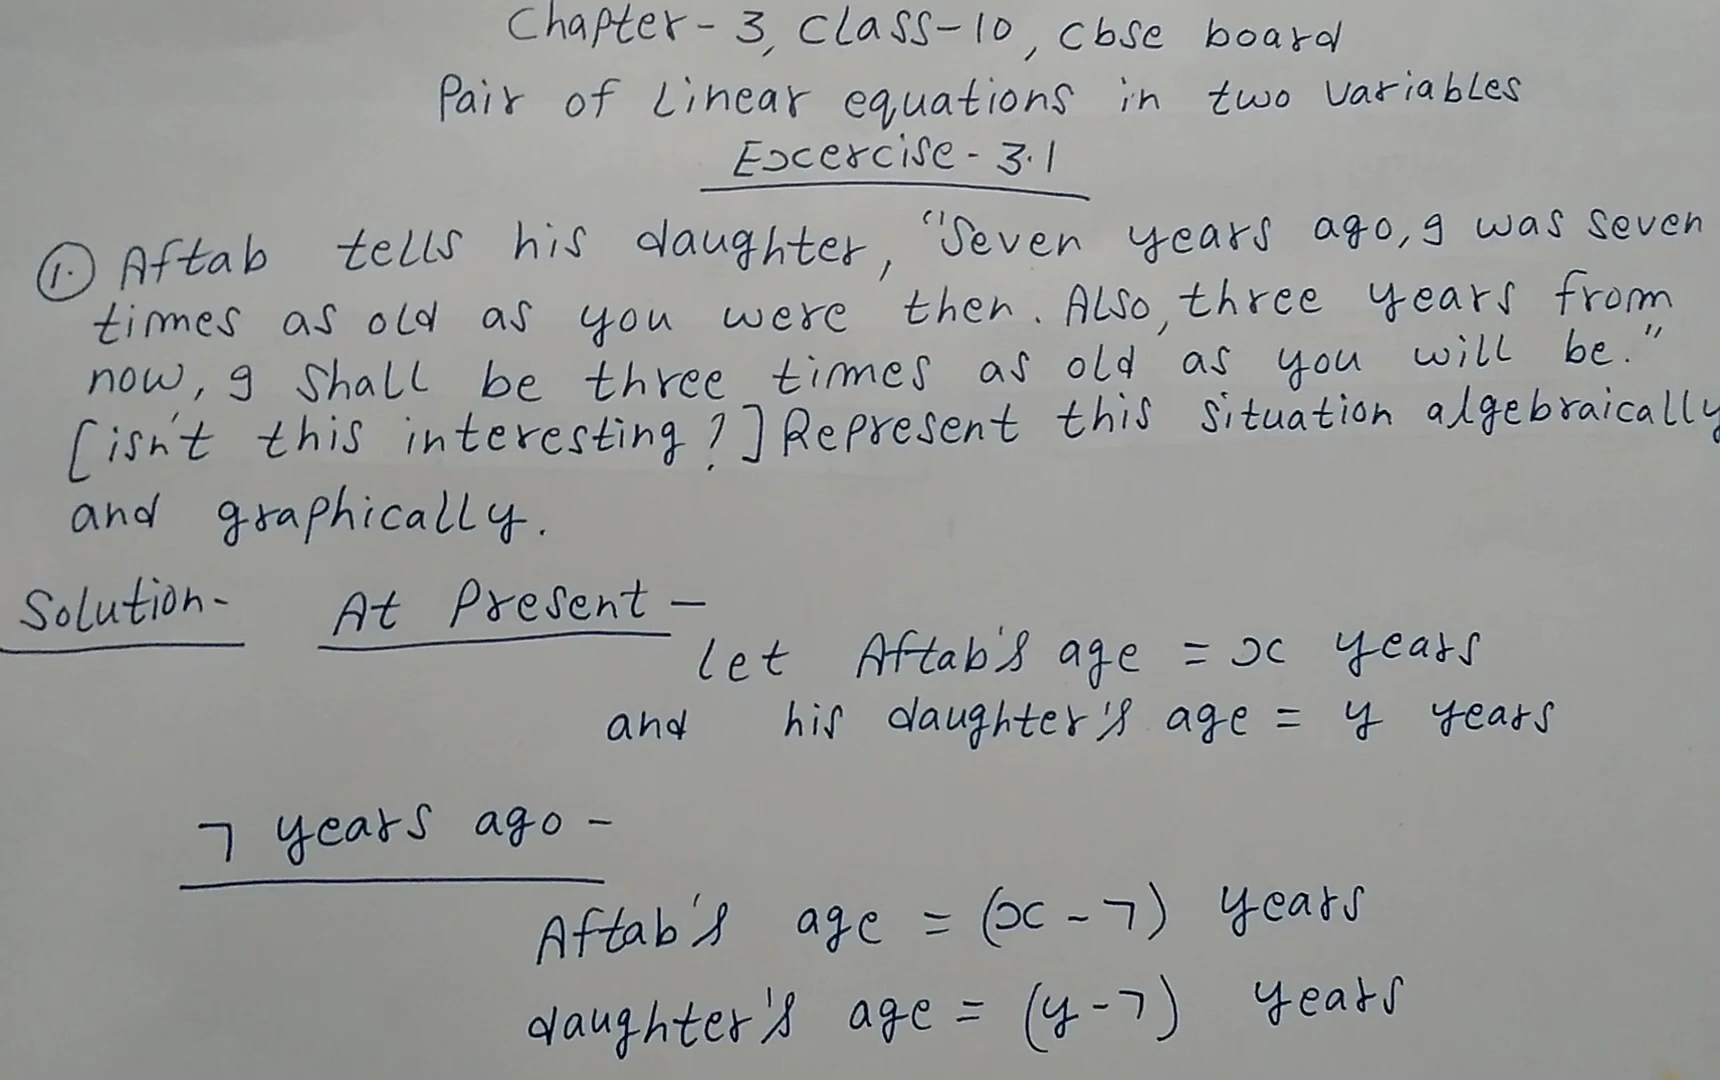 Chapter-3, Class-10, cbse board
Pair of Linear equations in two variables
Excercise-3.1
1. Aftab tells his daughter, "Seven years ago, I was seven
times as old as you were then. Also, three years from
now, I shall be three times as old as you will be."
[isn't this interesting?] Represent this situation algebraically
and graphically.
Solution- At Present-
let Aftab's age = x years
and his daughter's age = y years
7 years ago-
Aftab's age = (x-7) years
daughter's age = (y-7) years